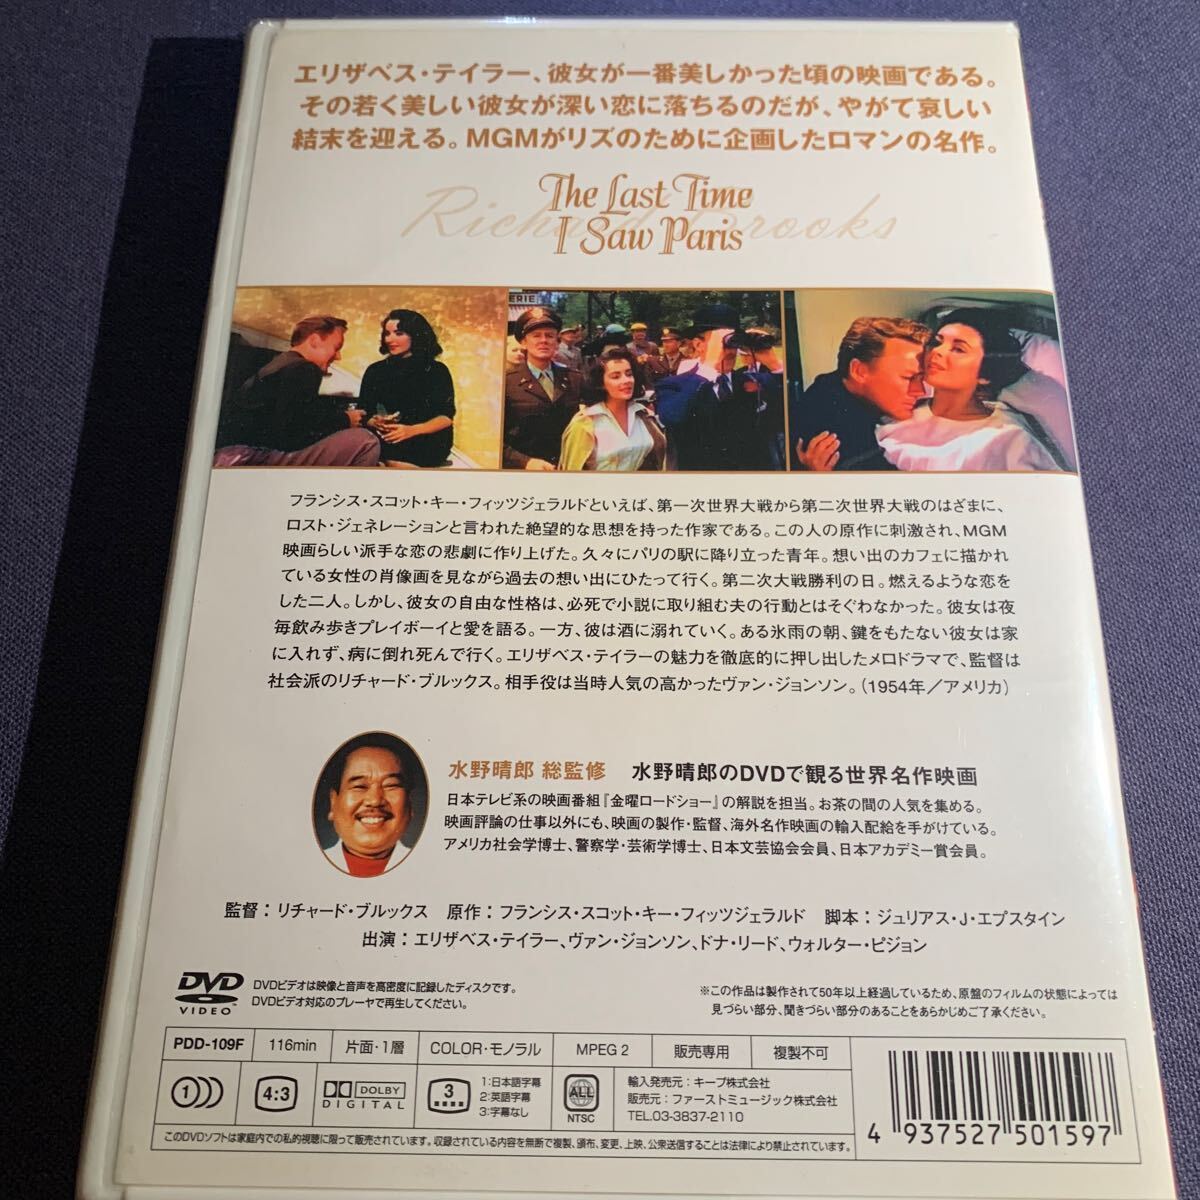 エリザベス・テイラー、彼女が一番美しかった頃の映画である。
その若く美しい彼女が深い恋に落ちるのだが、やがて哀しい
結末を迎える。MGMがリズのために企画したロマンの名作。
Richard Brooks
The Last Time
I Saw Paris
ERIE
フランシス・スコット・キー・フィッツジェラルドといえば、第一次世界大戦から第二次世界大戦のはざまに、
ロスト・ジェネレーションと言われた絶望的な思想を持った作家である。この人の原作に刺激され、MGM
映画らしい派手な恋の悲劇に作り上げた。久々にパリの駅に降り立った青年。想い出のカフェに描かれ
ている女性の肖像画を見ながら過去の想い出にひたって行く。第二次大戦勝利の日。燃えるような恋を
した二人。しかし、彼女の自由な性格は、必死で小説に取り組む夫の行動とはそぐわなかった。彼女は夜
毎飲み歩きプレイボーイと愛を語る。一方、彼は酒に溺れていく。ある氷雨の朝、鍵をもたない彼女は家
に入れず、病に倒れ死んで行く。エリザベス・テイラーの魅力を徹底的に押し出したメロドラマで、監督は
社会派のリチャード・ブルックス。相手役は当時人気の高かったヴァン・ジョンソン。(1954年/アメリカ)
水野晴郎 総監修 水野晴郎のDVDで観る世界名作映画
日本テレビ系の映画番組『金曜ロードショー』の解説を担当。お茶の間の人気を集める。
映画評論の仕事以外にも、映画の製作・監督、海外名作映画の輸入配給を手がけている。
アメリカ社会学博士、警察学・芸術学博士、日本文芸協会会員、日本アカデミー賞会員。
監督：リチャード・ブルックス 原作：フランシス・スコット・キー・フィッツジェラルド 脚本：ジュリアス・J・エプスタイン
出演：エリザベス・テイラー、ヴァン・ジョンソン、ドナ・リード、ウォルター・ピジョン
DVD
VIDEO
DVDビデオは映像と音声を高密度に記録したディスクです。
DVDビデオ対応のプレーヤで再生してください。
※この作品は製作されて50年以上経過しているため、原盤のフィルムの状態によっては
見づらい部分、聞きづらい部分のあることをあらかじめご了承ください。
PDD-109F 116min 片面・1層 COLOR・モノラル MPEG 2 販売専用 複製不可
1 4:3 DOLBY
DIGITAL
3
1:日本語字幕
2:英語字幕
3:字幕なし
ALL
NTSC
輸入発売元：キープ株式会社
販売元：ファーストミュージック株式会社
TEL.03-3837-2110
このDVDソフトは家庭内での私的視聴に限って販売されています。収録されている内容を無断で複製、頒布、変更、上映、公衆送信することは法律により禁止されています。
4 937527 501597